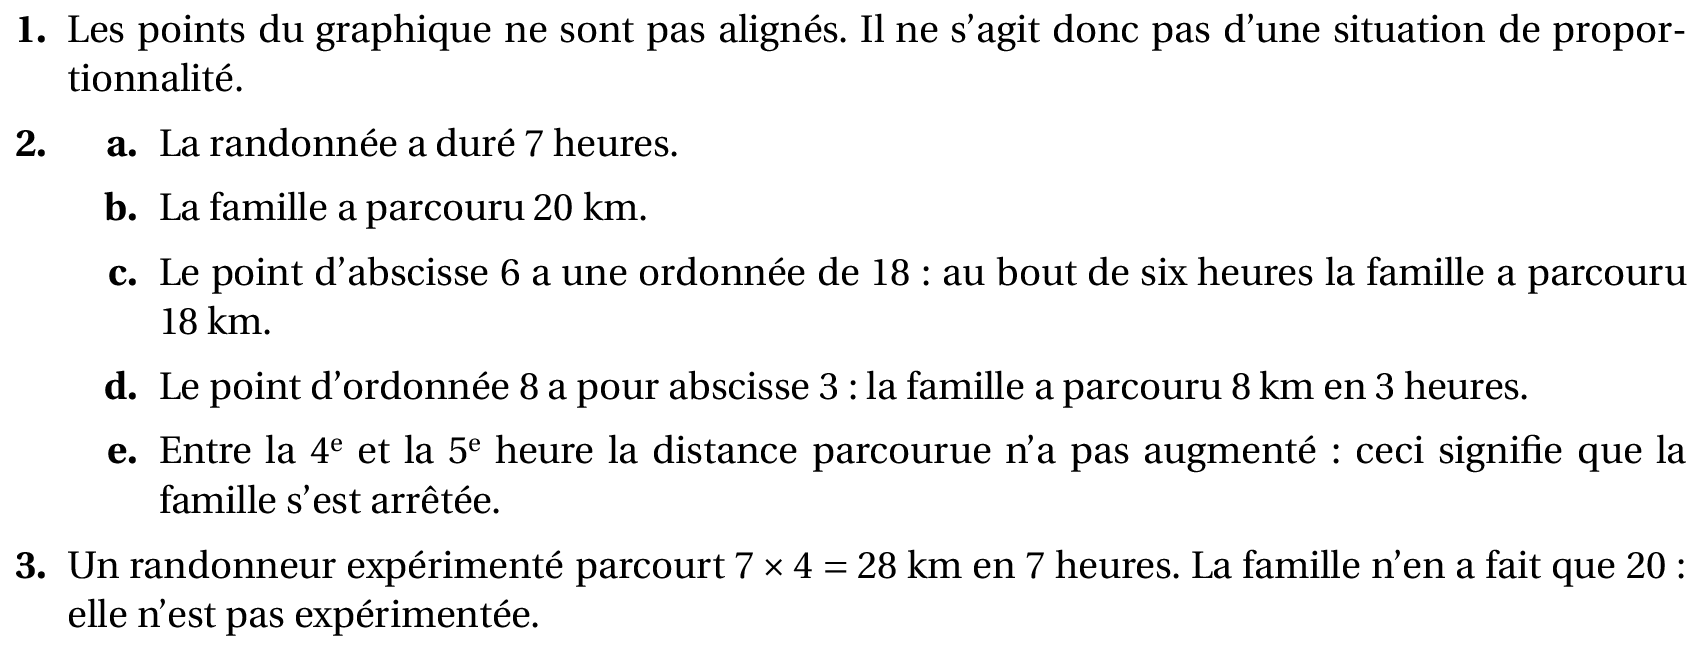 1. Les points du graphique ne sont pas alignés. Il ne s’agit donc pas d’une situation de propor-
tionnalité.
2. a. La randonnée a duré 7 heures.
b. La famille a parcouru 20 km.
c. Le point d’abscisse 6 a une ordonnée de 18 : au bout de six heures la famille a parcouru
18 km.
d. Le point d’ordonnée 8 a pour abscisse 3 : la famille a parcouru 8 km en 3 heures.
e. Entre la 4ᵉ et la 5ᵉ heure la distance parcourue n’a pas augmenté : ceci signifie que la
famille s’est arrêtée.
3. Un randonneur expérimenté parcourt 7 × 4 = 28 km en 7 heures. La famille n’en a fait que 20 :
elle n’est pas expérimentée.